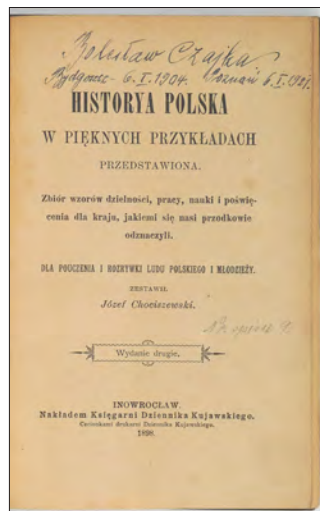 Bolesław Czajka
Bydgoszcz - 6. I. 1904. Poznań 6. I. 1921.
HISTORYA POLSKA
W PIĘKNYCH PRZYKŁADACH
PRZEDSTAWIONA.
Zbiór wzorów dzielności, pracy, nauki i poświę-
cenia dla kraju, jakiemi się nasi przodkowie
odznaczyli.
DLA POUCZENIA I ROZRYWKI LUDU POLSKIEGO I MŁODZIEŻY.
ZESTAWIŁ
Józef Chociszewski.
Wydanie drugie.
INOWROCŁAW.
Nakładem Księgarni Dziennika Kujawskiego.
Czcionkami drukarni Dziennika Kujawskiego.
1898.